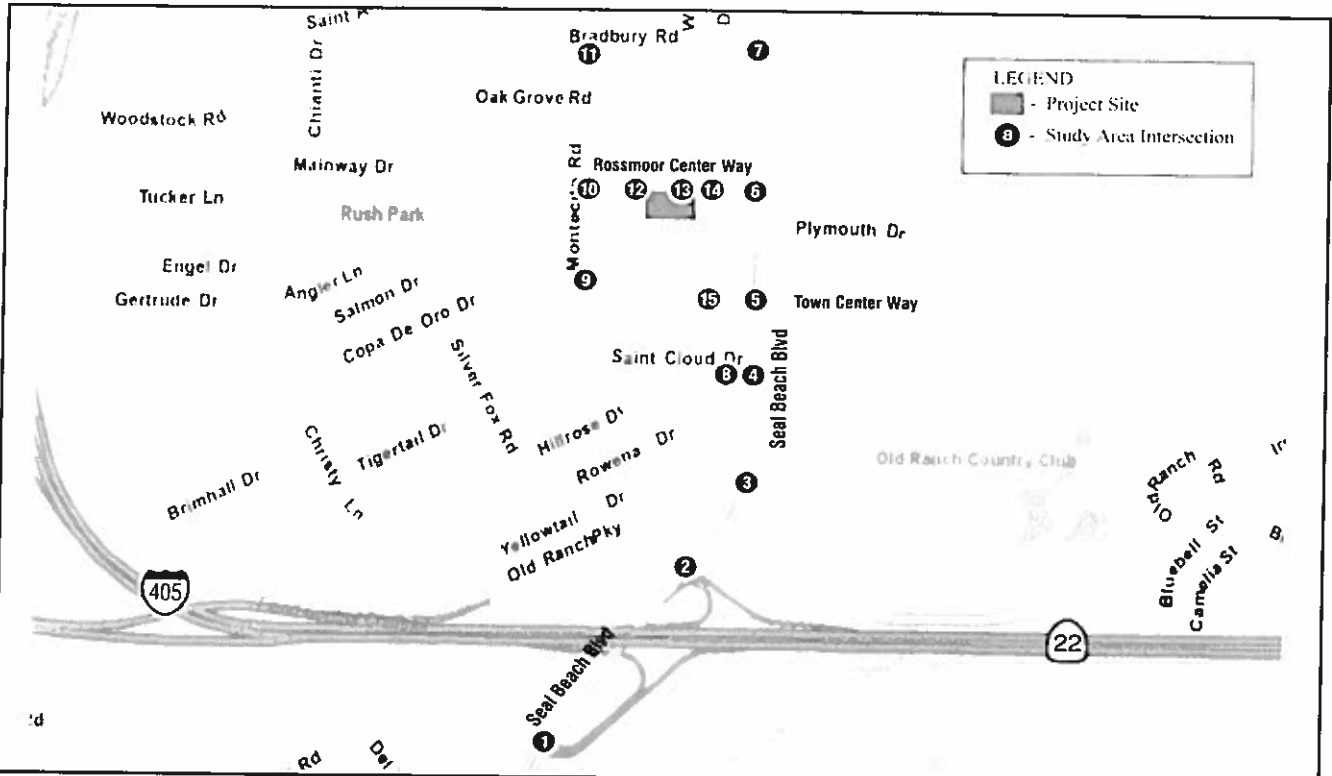 Saint
Bradbury Rd
W
D
11
7
Chianti Dr
Oak Grove Rd
LEGEND
- Project Site
8 - Study Area Intersection
Woodstock Rd
Mainway Dr
Rossmoor Center Way
Montecito Rd
10
12
13
14
6
Tucker Ln
Rush Park
Plymouth Dr
Engel Dr
Angler Ln
9
Gertrude Dr
Salmon Dr
15
5
Town Center Way
Copa De Oro Dr
Silver Fox Rd
Saint Cloud Dr
8
4
Seal Beach Blvd
Christy Ln
Tigertail Dr
Hillrose Dr
Rowena Dr
Old Ranch Country Club
Old Ranch Rd
Brimhall Dr
3
Yellowtail Dr
Old Ranch Pky
Bluebell St
Camelia St
2
405
22
Seal Beach Blvd
1
Rd
Del